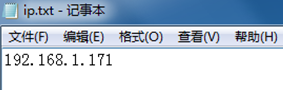 ip.txt - 记事本
文件(F) 编辑(E) 格式(O) 查看(V) 帮助(H)
192.168.1.171